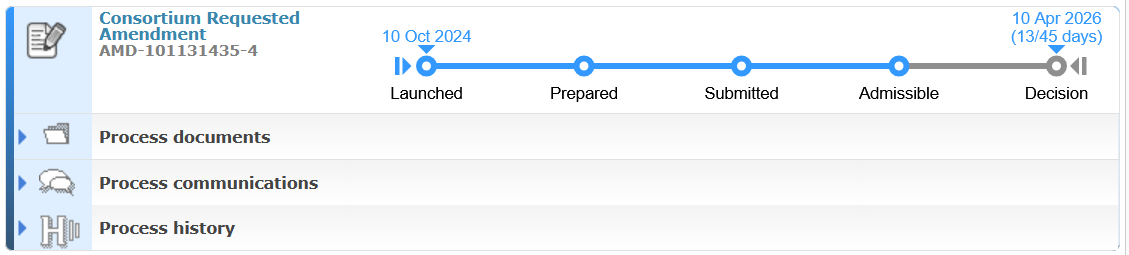 Consortium Requested
Amendment
AMD-101131435-4
10 Oct 2024
10 Apr 2026
(13/45 days)
Launched
Prepared
Submitted
Admissible
Decision
Process documents
Process communications
Process history